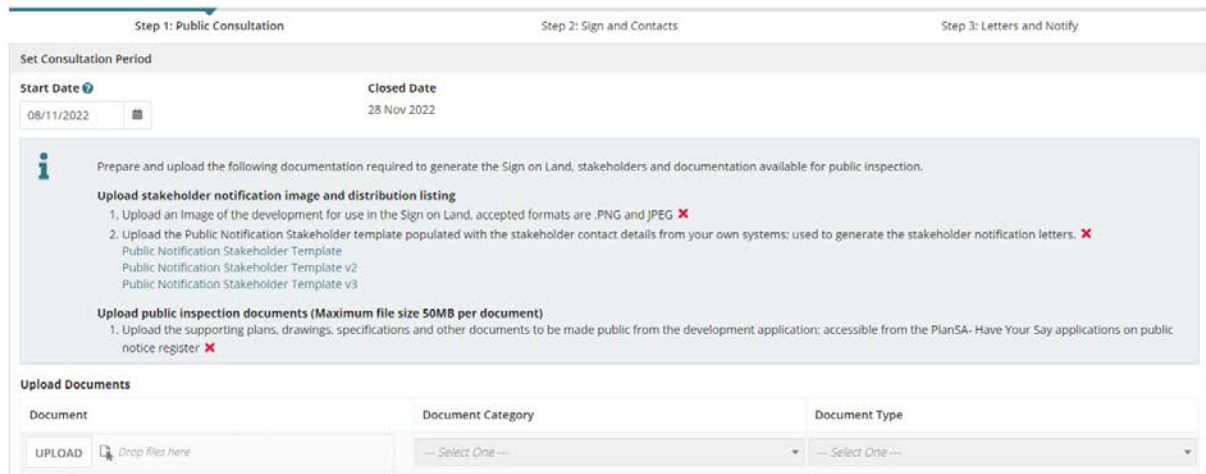 Step 1: Public Consultation
Step 2: Sign and Contacts
Step 3: Letters and Notify
Set Consultation Period
Start Date
Closed Date
08/11/2022
28 Nov 2022
Prepare and upload the following documentation required to generate the Sign on Land, stakeholders and documentation available for public inspection.
Upload stakeholder notification image and distribution listing
1. Upload an Image of the development for use in the Sign on Land, accepted formats are .PNG and JPEG
2. Upload the Public Notification Stakeholder template populated with the stakeholder contact details from your own systems; used to generate the stakeholder notification letters.
Public Notification Stakeholder Template
Public Notification Stakeholder Template v2
Public Notification Stakeholder Template v3
Upload public inspection documents (Maximum file size 50MB per document)
1. Upload the supporting plans, drawings, specifications and other documents to be made public from the development application; accessible from the PlanSA- Have Your Say applications on public
notice register
Upload Documents
Document
Document Category
Document Type
UPLOAD
Drop files here
--- Select One ---
--- Select One ---